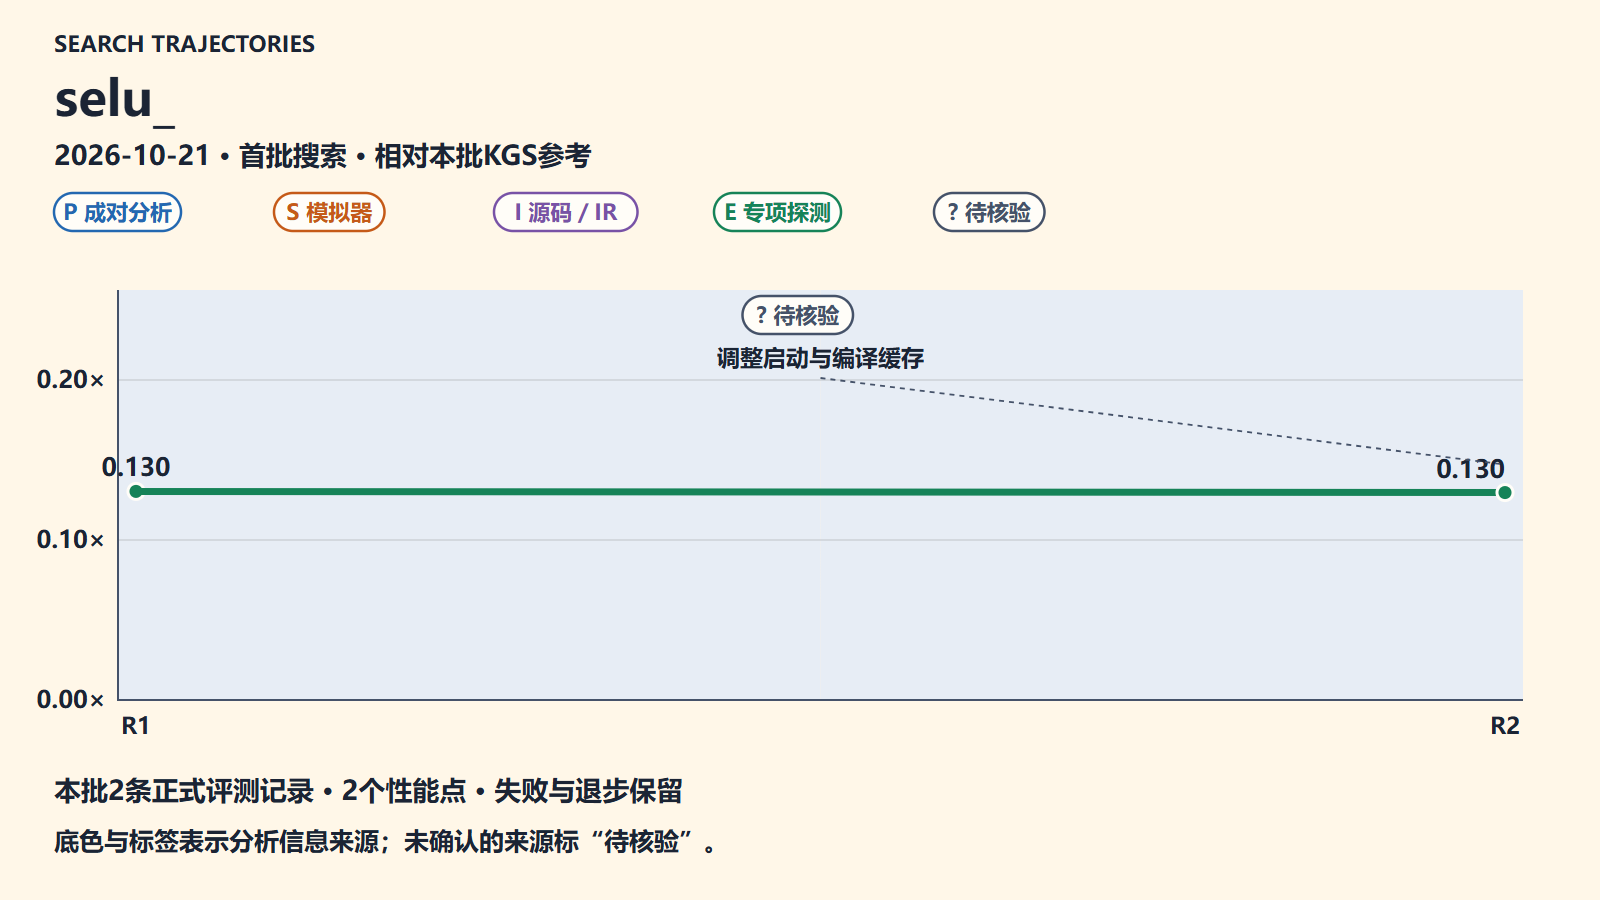 SEARCH TRAJECTORIES
selu_
2026-10-21 • 首批搜索 • 相对本批KGS参考
P 成对分析
S 模拟器
I 源码 / IR
E 专项探测
? 待核验
? 待核验
调整启动与编译缓存
0.20×
0.130
0.130
0.10×
0.00×
R1
R2
本批2条正式评测记录 • 2个性能点 • 失败与退步保留
底色与标签表示分析信息来源；未确认的来源标“待核验”。